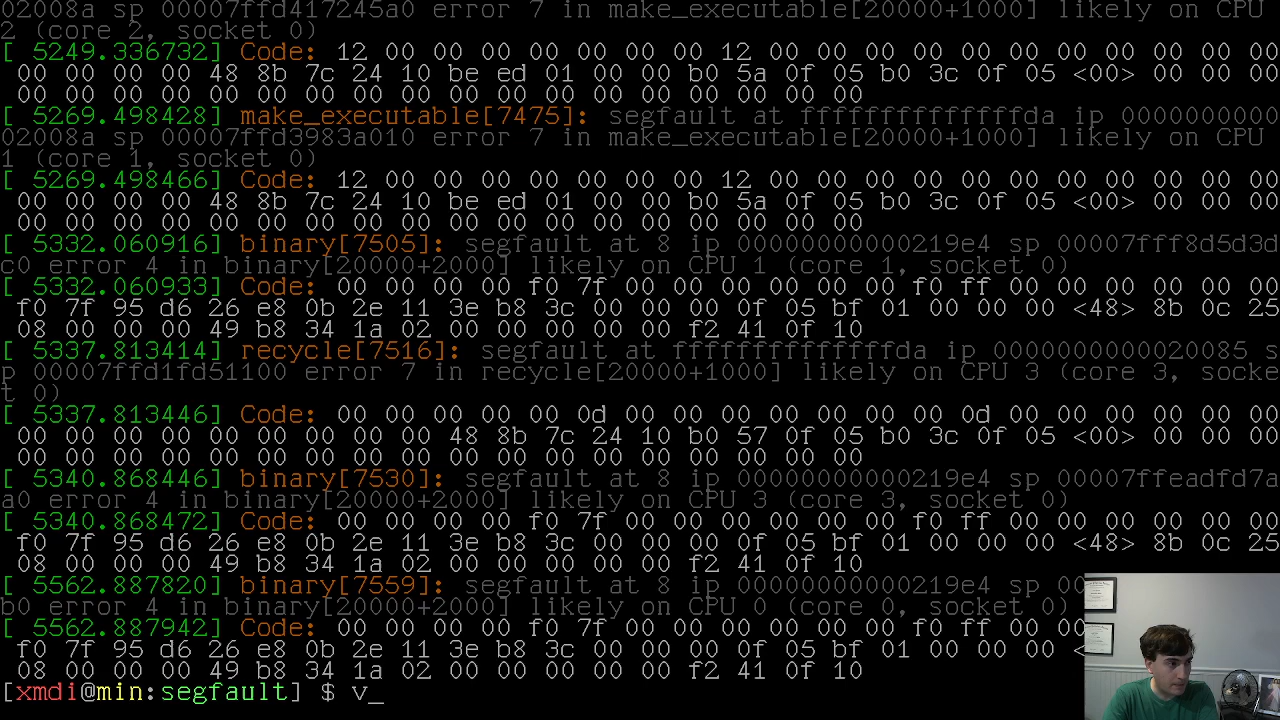 02008a sp 00007ffd417245a0 error 7 in make_executable[20000+1000] likely on CPU
2 (core 2, socket 0)
[ 5249.336732] Code: 12 00 00 00 00 00 00 00 12 00 00 00 00 00 00 00 00 00 00 00
00 00 00 00 48 8b 7c 24 10 be ed 01 00 00 b0 5a 0f 05 b0 3c 0f 05 <00> 00 00 00
00 00 00 00 00 00 00 00 00 00 00 00 00 00 00 00 00 00
[ 5269.498428] make_executable[7475]: segfault at ffffffffffffffda ip 0000000000
02008a sp 00007ffd3983a010 error 7 in make_executable[20000+1000] likely on CPU
1 (core 1, socket 0)
[ 5269.498466] Code: 12 00 00 00 00 00 00 00 12 00 00 00 00 00 00 00 00 00 00 00
00 00 00 00 48 8b 7c 24 10 be ed 01 00 00 b0 5a 0f 05 b0 3c 0f 05 <00> 00 00 00
00 00 00 00 00 00 00 00 00 00 00 00 00 00 00 00 00 00
[ 5332.060916] binary[7505]: segfault at 8 ip 00000000000219e4 sp 00007fff8d5d3d
c0 error 4 in binary[20000+2000] likely on CPU 1 (core 1, socket 0)
[ 5332.060933] Code: 00 00 00 00 f0 7f 00 00 00 00 00 00 f0 ff 00 00 00 00 00 00
f0 7f 95 d6 26 e8 0b 2e 11 3e b8 3c 00 00 00 0f 05 bf 01 00 00 00 <48> 8b 0c 25
08 00 00 00 49 b8 34 1a 02 00 00 00 00 00 f2 41 0f 10
[ 5337.813414] recycle[7516]: segfault at ffffffffffffffda ip 0000000100020085 s
p 00007ffd1fd51100 error 7 in recycle[20000+1000] likely on CPU 3 (core 3, socke
t 0)
[ 5337.813446] Code: 00 00 00 00 00 0d 00 00 00 00 00 00 00 0d 00 00 00 00 00 00
00 00 00 00 00 00 00 00 00 48 8b 7c 24 10 b0 57 0f 05 b0 3c 0f 05 <00> 00 00 00
00 00 00 00 00 00 00 00 00 00 00 00 00 00 00 00 00 00
[ 5340.868446] binary[7530]: segfault at 8 ip 00000000000219e4 sp 00007ffeadfd7a
a0 error 4 in binary[20000+2000] likely on CPU 3 (core 3, socket 0)
[ 5340.868472] Code: 00 00 00 00 f0 7f 00 00 00 00 00 00 f0 ff 00 00 00 00 00 00
f0 7f 95 d6 26 e8 0b 2e 11 3e b8 3c 00 00 00 0f 05 bf 01 00 00 00 <48> 8b 0c 25
08 00 00 00 49 b8 34 1a 02 00 00 00 00 00 f2 41 0f 10
[ 5562.887820] binary[7559]: segfault at 8 ip 00000000000219e4 sp 0
b0 error 4 in binary[20000+2000] likely on CPU 0 (core 0, socket 0)
[ 5562.887942] Code: 00 00 00 00 f0 7f 00 00 00 00 00 00 f0 ff 00 00
f0 7f 95 d6 26 e8 0b 2e 11 3e b8 3c 00 00 00 0f 05 bf 01 00 00 00 <
08 00 00 00 49 b8 34 1a 02 00 00 00 00 00 f2 41 0f 10
[xmdi@min:segfault] $ v_